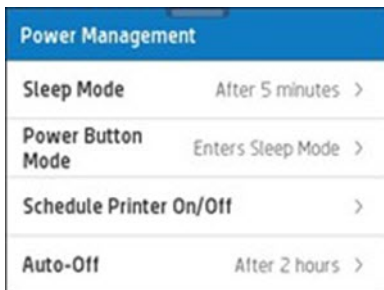 Power Management
Sleep Mode After 5 minutes >
Power Button
Mode Enters Sleep Mode >
Schedule Printer On/Off >
Auto-Off After 2 hours >